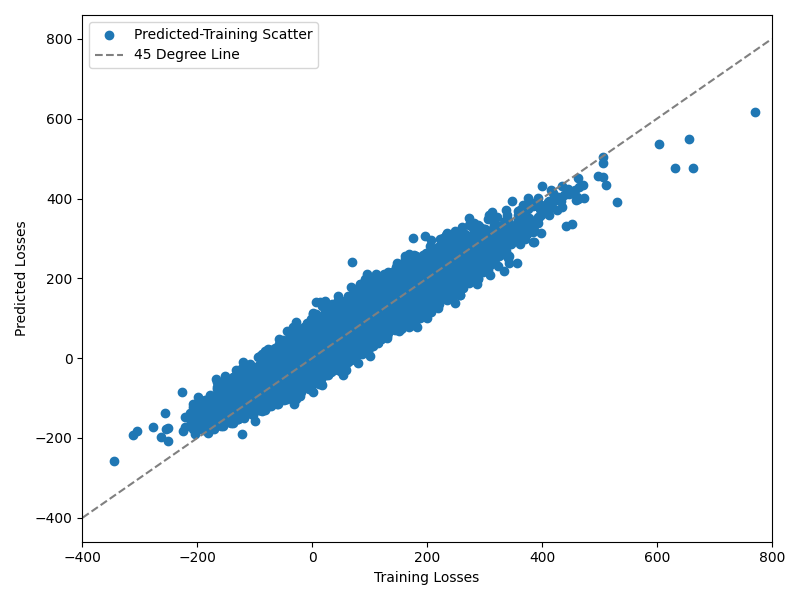 Predicted-Training Scatter
45 Degree Line
800
600
400
200
0
−200
−400
Predicted Losses
−400 −200 0 200 400 600 800
Training Losses